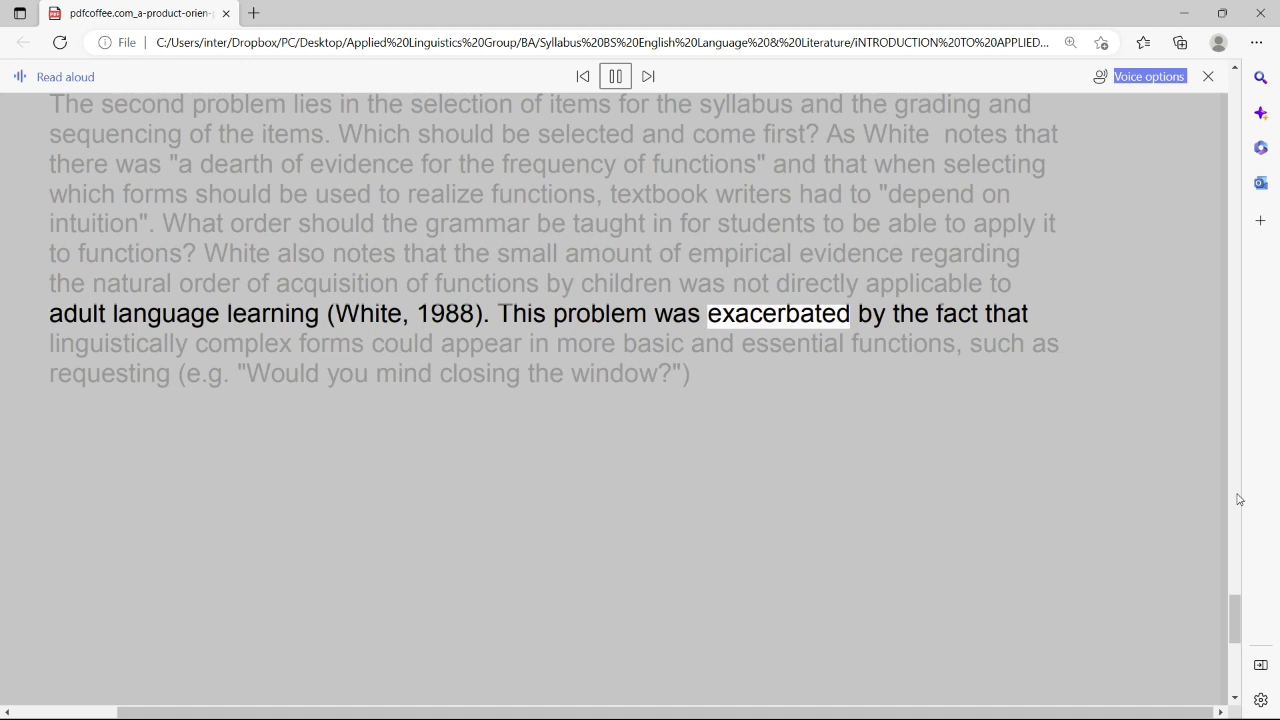 pdfcoffee.com_a-product-orien-
File
C:/Users/inter/Dropbox/PC/Desktop/Applied%20Linguistics%20Group/BA/Syllabus%20BS%20English%20Language%20&%20Literature/iNTRODUCTION%20TO%20APPLIED...
Read aloud
Voice options
The second problem lies in the selection of items for the syllabus and the grading and
sequencing of the items. Which should be selected and come first? As White notes that
there was "a dearth of evidence for the frequency of functions" and that when selecting
which forms should be used to realize functions, textbook writers had to "depend on
intuition". What order should the grammar be taught in for students to be able to apply it
to functions? White also notes that the small amount of empirical evidence regarding
the natural order of acquisition of functions by children was not directly applicable to
adult language learning (White, 1988). This problem was exacerbated by the fact that
linguistically complex forms could appear in more basic and essential functions, such as
requesting (e.g. "Would you mind closing the window?")